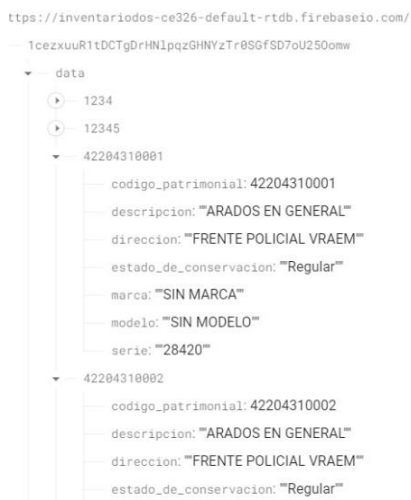 ttps://inventariodos-ce326-default-rtdb.firebaseio.com/
1cezxuuR1tDCTgDrHNlpqzGHNYzTr0SGfSD7oU25Oomw
data
1234
12345
42204310001
codigo_patrimonial: 42204310001
descripcion: ""ARADOS EN GENERAL""
direccion: ""FRENTE POLICIAL VRAEM""
estado_de_conservacion: ""Regular""
marca: ""SIN MARCA""
modelo: ""SIN MODELO""
serie: ""28420""
42204310002
codigo_patrimonial: 42204310002
descripcion: ""ARADOS EN GENERAL""
direccion: ""FRENTE POLICIAL VRAEM""
estado_de_conservacion: ""Regular""